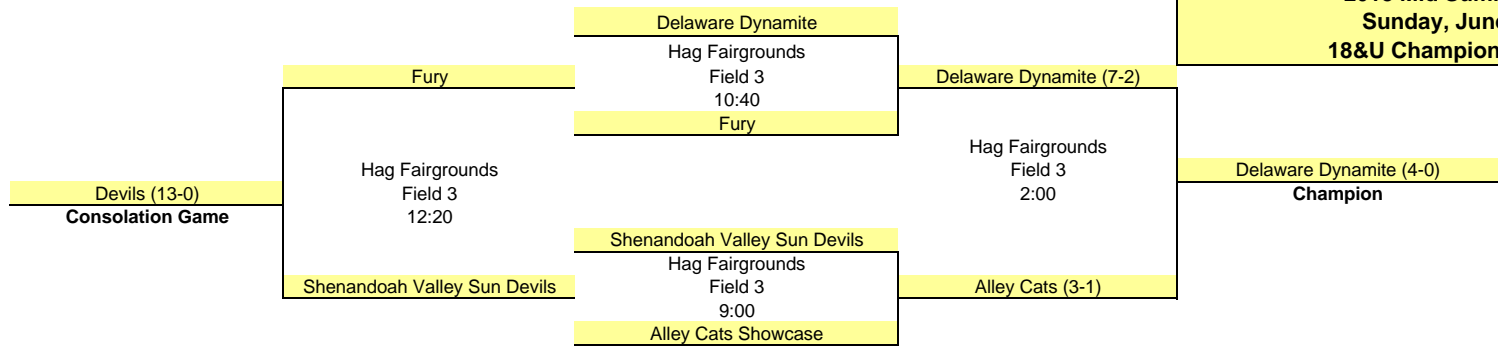 Sunday, June
18&U Champion
Delaware Dynamite
Hag Fairgrounds
Field 3
10:40
Fury
Fury
Delaware Dynamite (7-2)
Hag Fairgrounds
Field 3
12:20
Hag Fairgrounds
Field 3
2:00
Devils (13-0)
Consolation Game
Delaware Dynamite (4-0)
Champion
Shenandoah Valley Sun Devils
Hag Fairgrounds
Field 3
9:00
Alley Cats Showcase
Shenandoah Valley Sun Devils
Alley Cats (3-1)